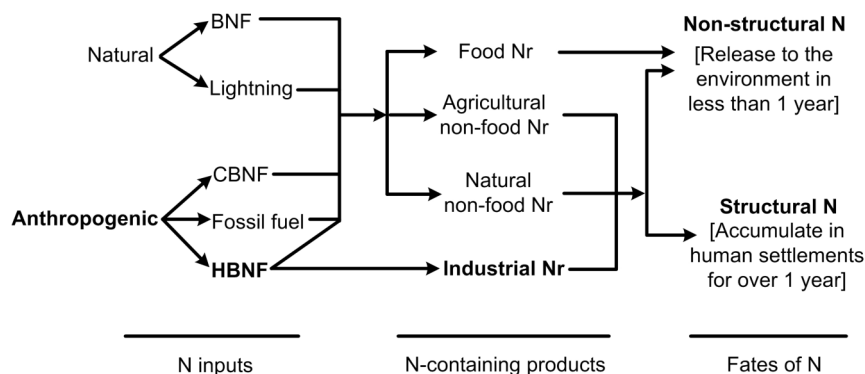 BNF
Natural
Lightning
CBNF
Anthropogenic
Fossil fuel
HBNF
Food Nr
Agricultural
non-food Nr
Natural
non-food Nr
Industrial Nr
Non-structural N
[Release to the
environment in
less than 1 year]
Structural N
[Accumulate in
human settlements
for over 1 year]
N inputs
N-containing products
Fates of N